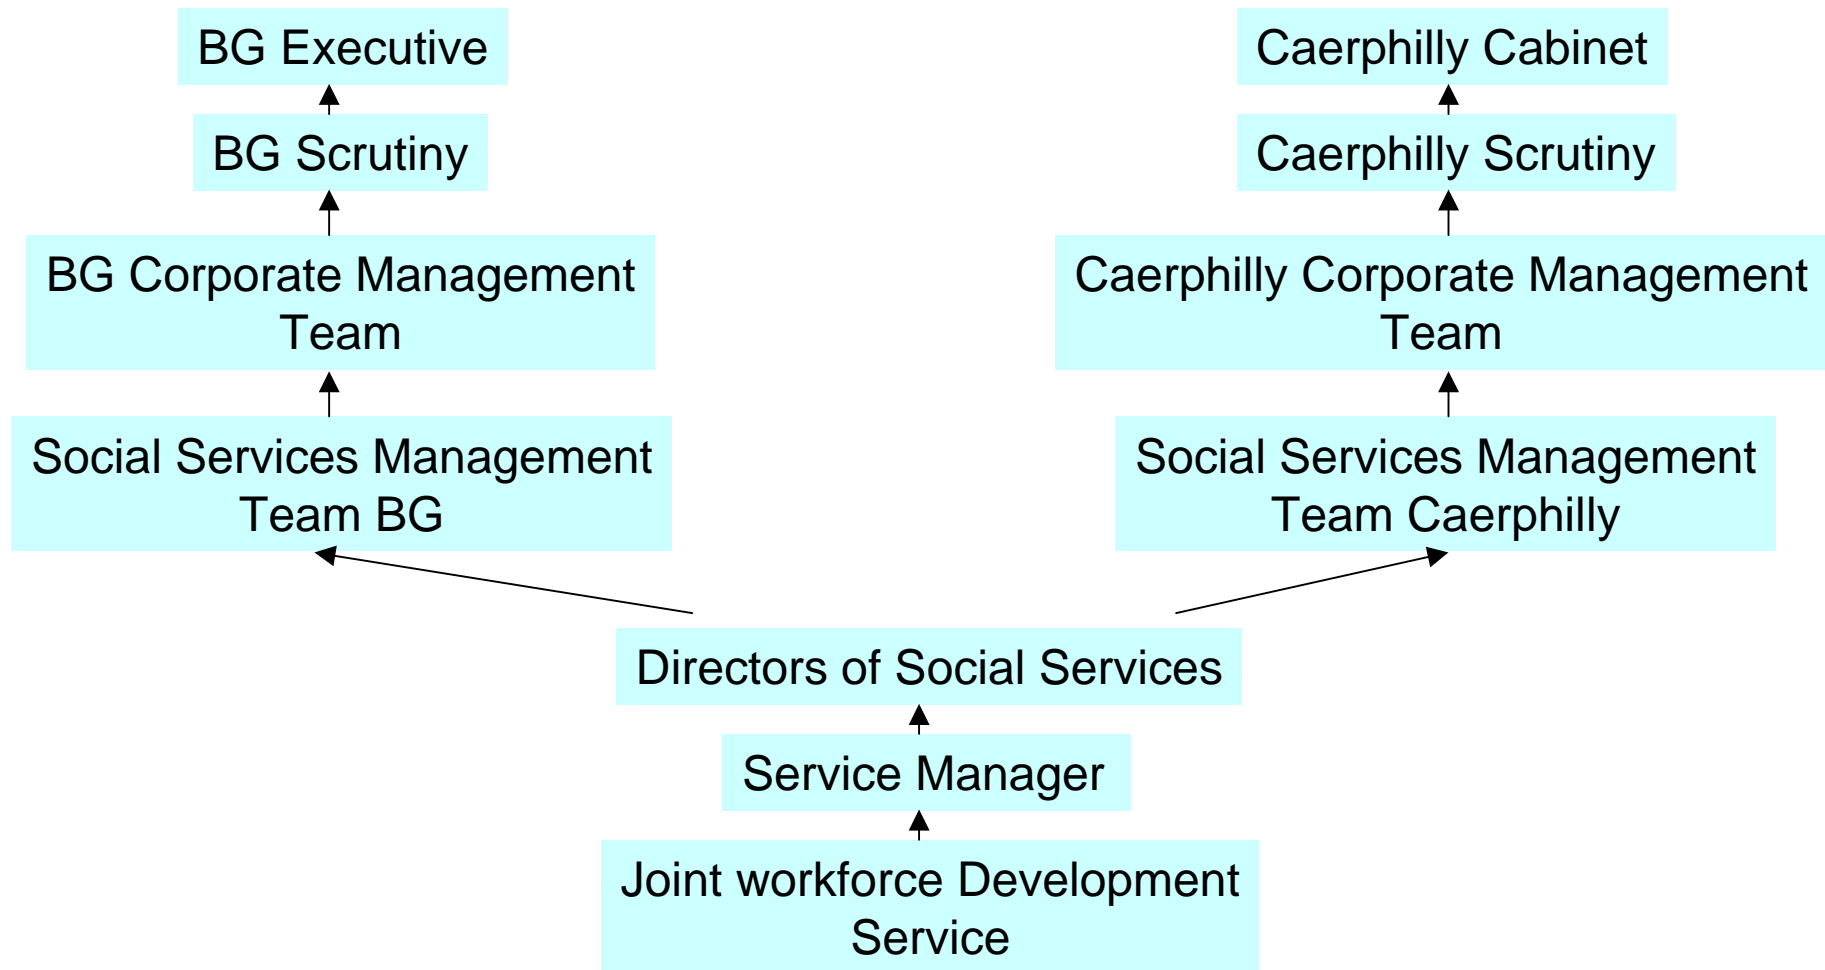 BG Executive
Caerphilly Cabinet
BG Scrutiny
Caerphilly Scrutiny
BG Corporate Management
Team
Caerphilly Corporate Management
Team
Social Services Management
Team BG
Social Services Management
Team Caerphilly
Directors of Social Services
Service Manager
Joint workforce Development
Service